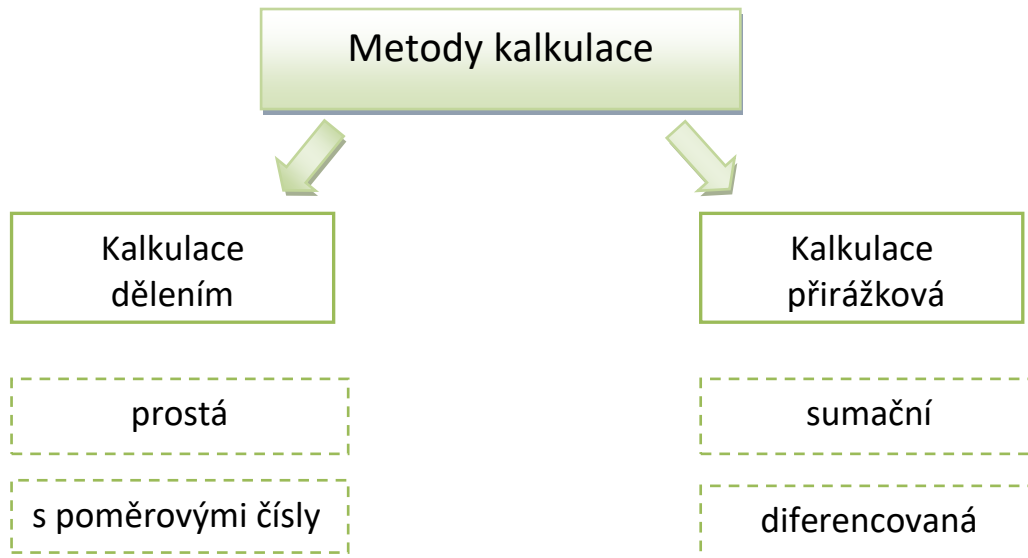 Metody kalkulace
Kalkulace
dělením
prostá
s poměrovými čísly
Kalkulace
přirážková
sumační
diferencovaná